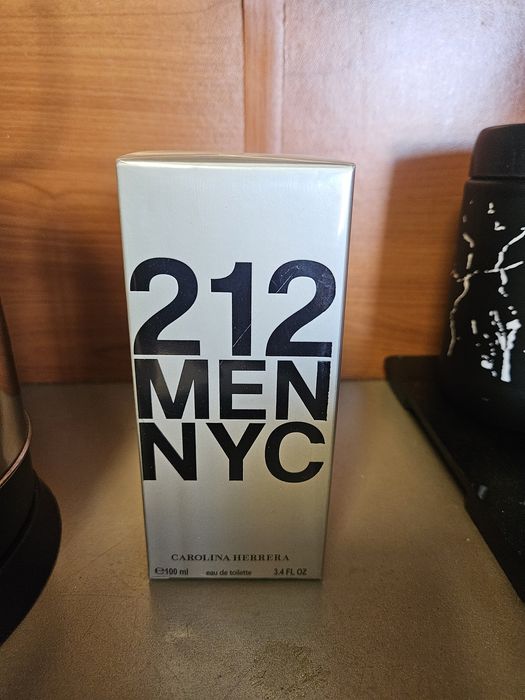 212
MEN
NYC
CAROLINA HERRERA
℮100 ml eau de toilette 3.4 FL OZ